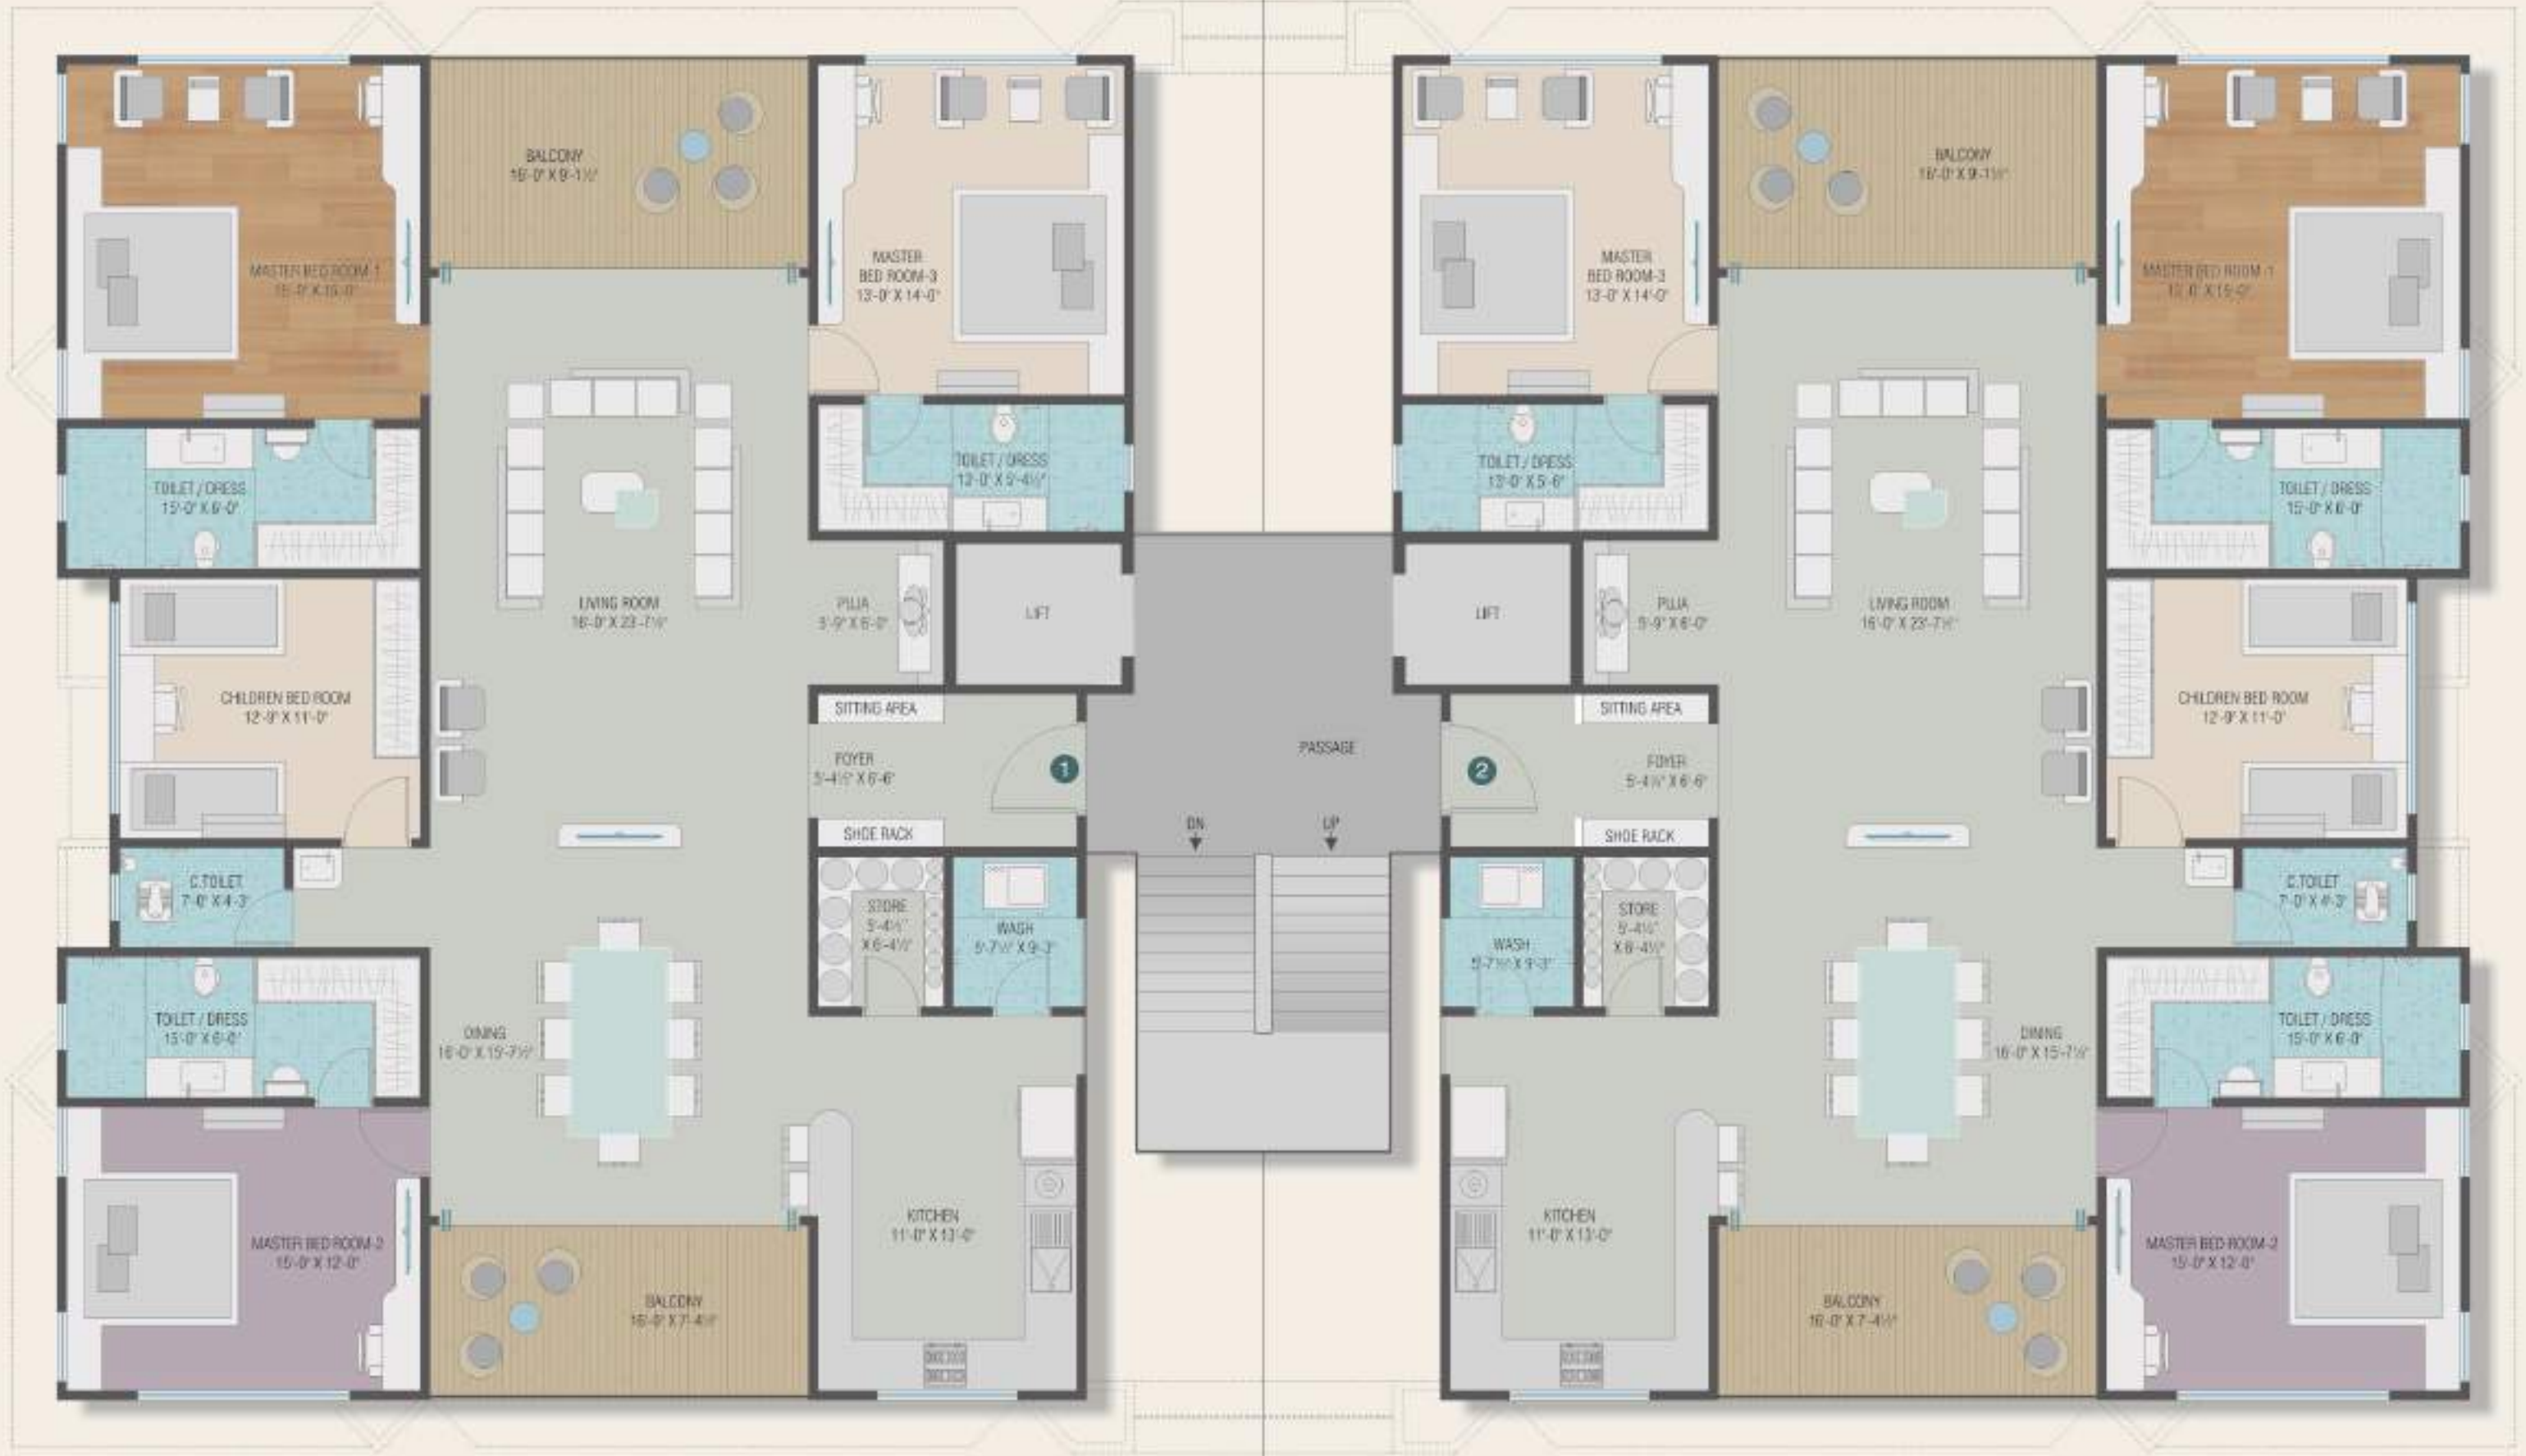 BALCONY
16'-0" X 9'-1½"
BALCONY
16'-0" X 9'-1½"
MASTER BED ROOM-1
15'-0" X 15'-0"
MASTER
BED ROOM-3
13'-0" X 14'-0"
MASTER
BED ROOM-3
13'-0" X 14'-0"
MASTER BED ROOM-1
15'-0" X 15'-0"
TOILET / DRESS
15'-0" X 6'-0"
TOILET / DRESS
13'-0" X 5'-4½"
TOILET / DRESS
13'-0" X 5'-6"
TOILET / DRESS
15'-0" X 6'-0"
LIVING ROOM
16'-0" X 23'-7½"
PUJA
5'-9" X 6'-0"
LIFT
LIFT
PUJA
5'-9" X 6'-0"
LIVING ROOM
16'-0" X 23'-7½"
CHILDREN BED ROOM
12'-9" X 11'-0"
SITTING AREA
SITTING AREA
CHILDREN BED ROOM
12'-9" X 11'-0"
FOYER
5'-4½" X 6'-6"
1
PASSAGE
2
FOYER
5'-4½" X 6'-6"
SHOE RACK
DN
UP
SHOE RACK
C.TOILET
7'-0" X 4'-3"
STORE
5'-4½"
X 6'-4½"
WASH
5'-7½" X 9'-3"
WASH
5'-7½" X 9'-3"
STORE
5'-4½"
X 6'-4½"
C.TOILET
7'-0" X 4'-3"
TOILET / DRESS
15'-0" X 6'-0"
DINING
16'-0" X 15'-7½"
DINING
16'-0" X 15'-7½"
TOILET / DRESS
15'-0" X 6'-0"
MASTER BED ROOM-2
15'-0" X 12'-0"
KITCHEN
11'-0" X 13'-0"
KITCHEN
11'-0" X 13'-0"
MASTER BED ROOM-2
15'-0" X 12'-0"
BALCONY
16'-0" X 7'-4½"
BALCONY
16'-0" X 7'-4½"